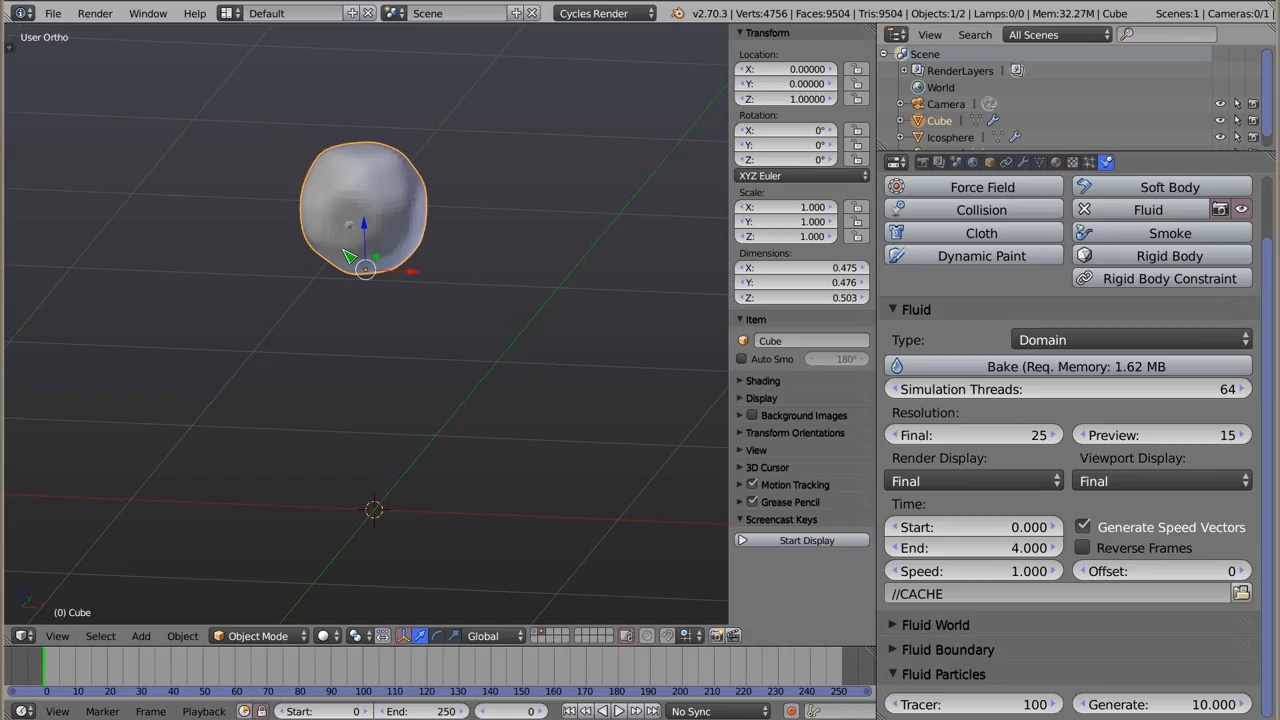 File Render Window Help Default Scene Cycles Render v2.70.3 | Verts:4756 | Faces:9504 | Tris:9504 | Objects:1/2 | Lamps:0/0 | Mem:32.27M | Cube Scenes:1 | Cameras:0/1
User Ortho
(0) Cube
View Select Add Object Object Mode Global
0 10 20 30 40 50 60 70 80 90 100 110 120 130 140 150 160 170 180 190 200 210 220 230 240 250
View Marker Frame Playback Start: 0 End: 250 0 No Sync
Transform
Location:
X: 0.00000
Y: 0.00000
Z: 1.00000
Rotation:
X: 0°
Y: 0°
Z: 0°
XYZ Euler
Scale:
X: 1.000
Y: 1.000
Z: 1.000
Dimensions:
X: 0.475
Y: 0.476
Z: 0.503
Item
Cube
Auto Smo 180°
Shading
Display
Background Images
Transform Orientations
View
3D Cursor
Motion Tracking
Grease Pencil
Screencast Keys
Start Display
View Search All Scenes
Scene
RenderLayers
World
Camera
Cube
Icosphere
Force Field Soft Body
Collision Fluid
Cloth Smoke
Dynamic Paint Rigid Body
Rigid Body Constraint
Fluid
Type: Domain
Bake (Req. Memory: 1.62 MB
Simulation Threads: 64
Resolution:
Final: 25 Preview: 15
Render Display: Viewport Display:
Final Final
Time:
Start: 0.000 Generate Speed Vectors
End: 4.000 Reverse Frames
Speed: 1.000 Offset: 0
//CACHE
Fluid World
Fluid Boundary
Fluid Particles
Tracer: 100 Generate: 10.000